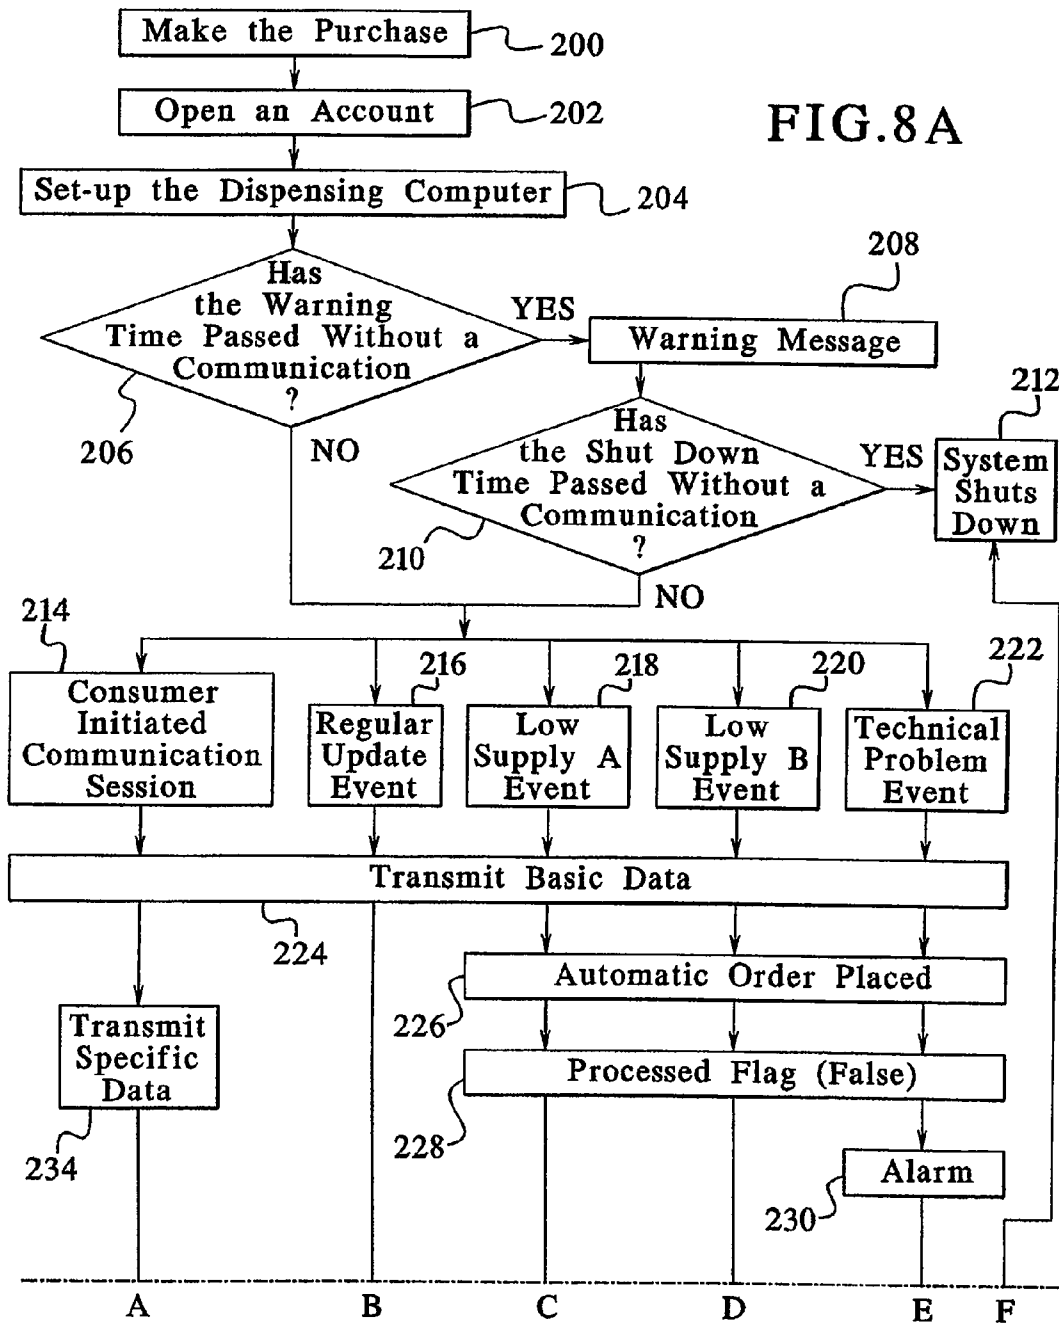 Make the Purchase
200
Open an Account
202
FIG.8A
Set-up the Dispensing Computer
204
Has
the Warning
Time Passed Without a
Communication
?
206
YES
NO
208
Warning Message
Has
the Shut Down
Time Passed Without a
Communication
?
210
YES
NO
212
System
Shuts
Down
214
Consumer
Initiated
Communication
Session
216
Regular
Update
Event
218
Low
Supply A
Event
220
Low
Supply B
Event
222
Technical
Problem
Event
Transmit Basic Data
224
Automatic Order Placed
226
Transmit
Specific
Data
234
Processed Flag (False)
228
Alarm
230
A
B
C
D
E
F